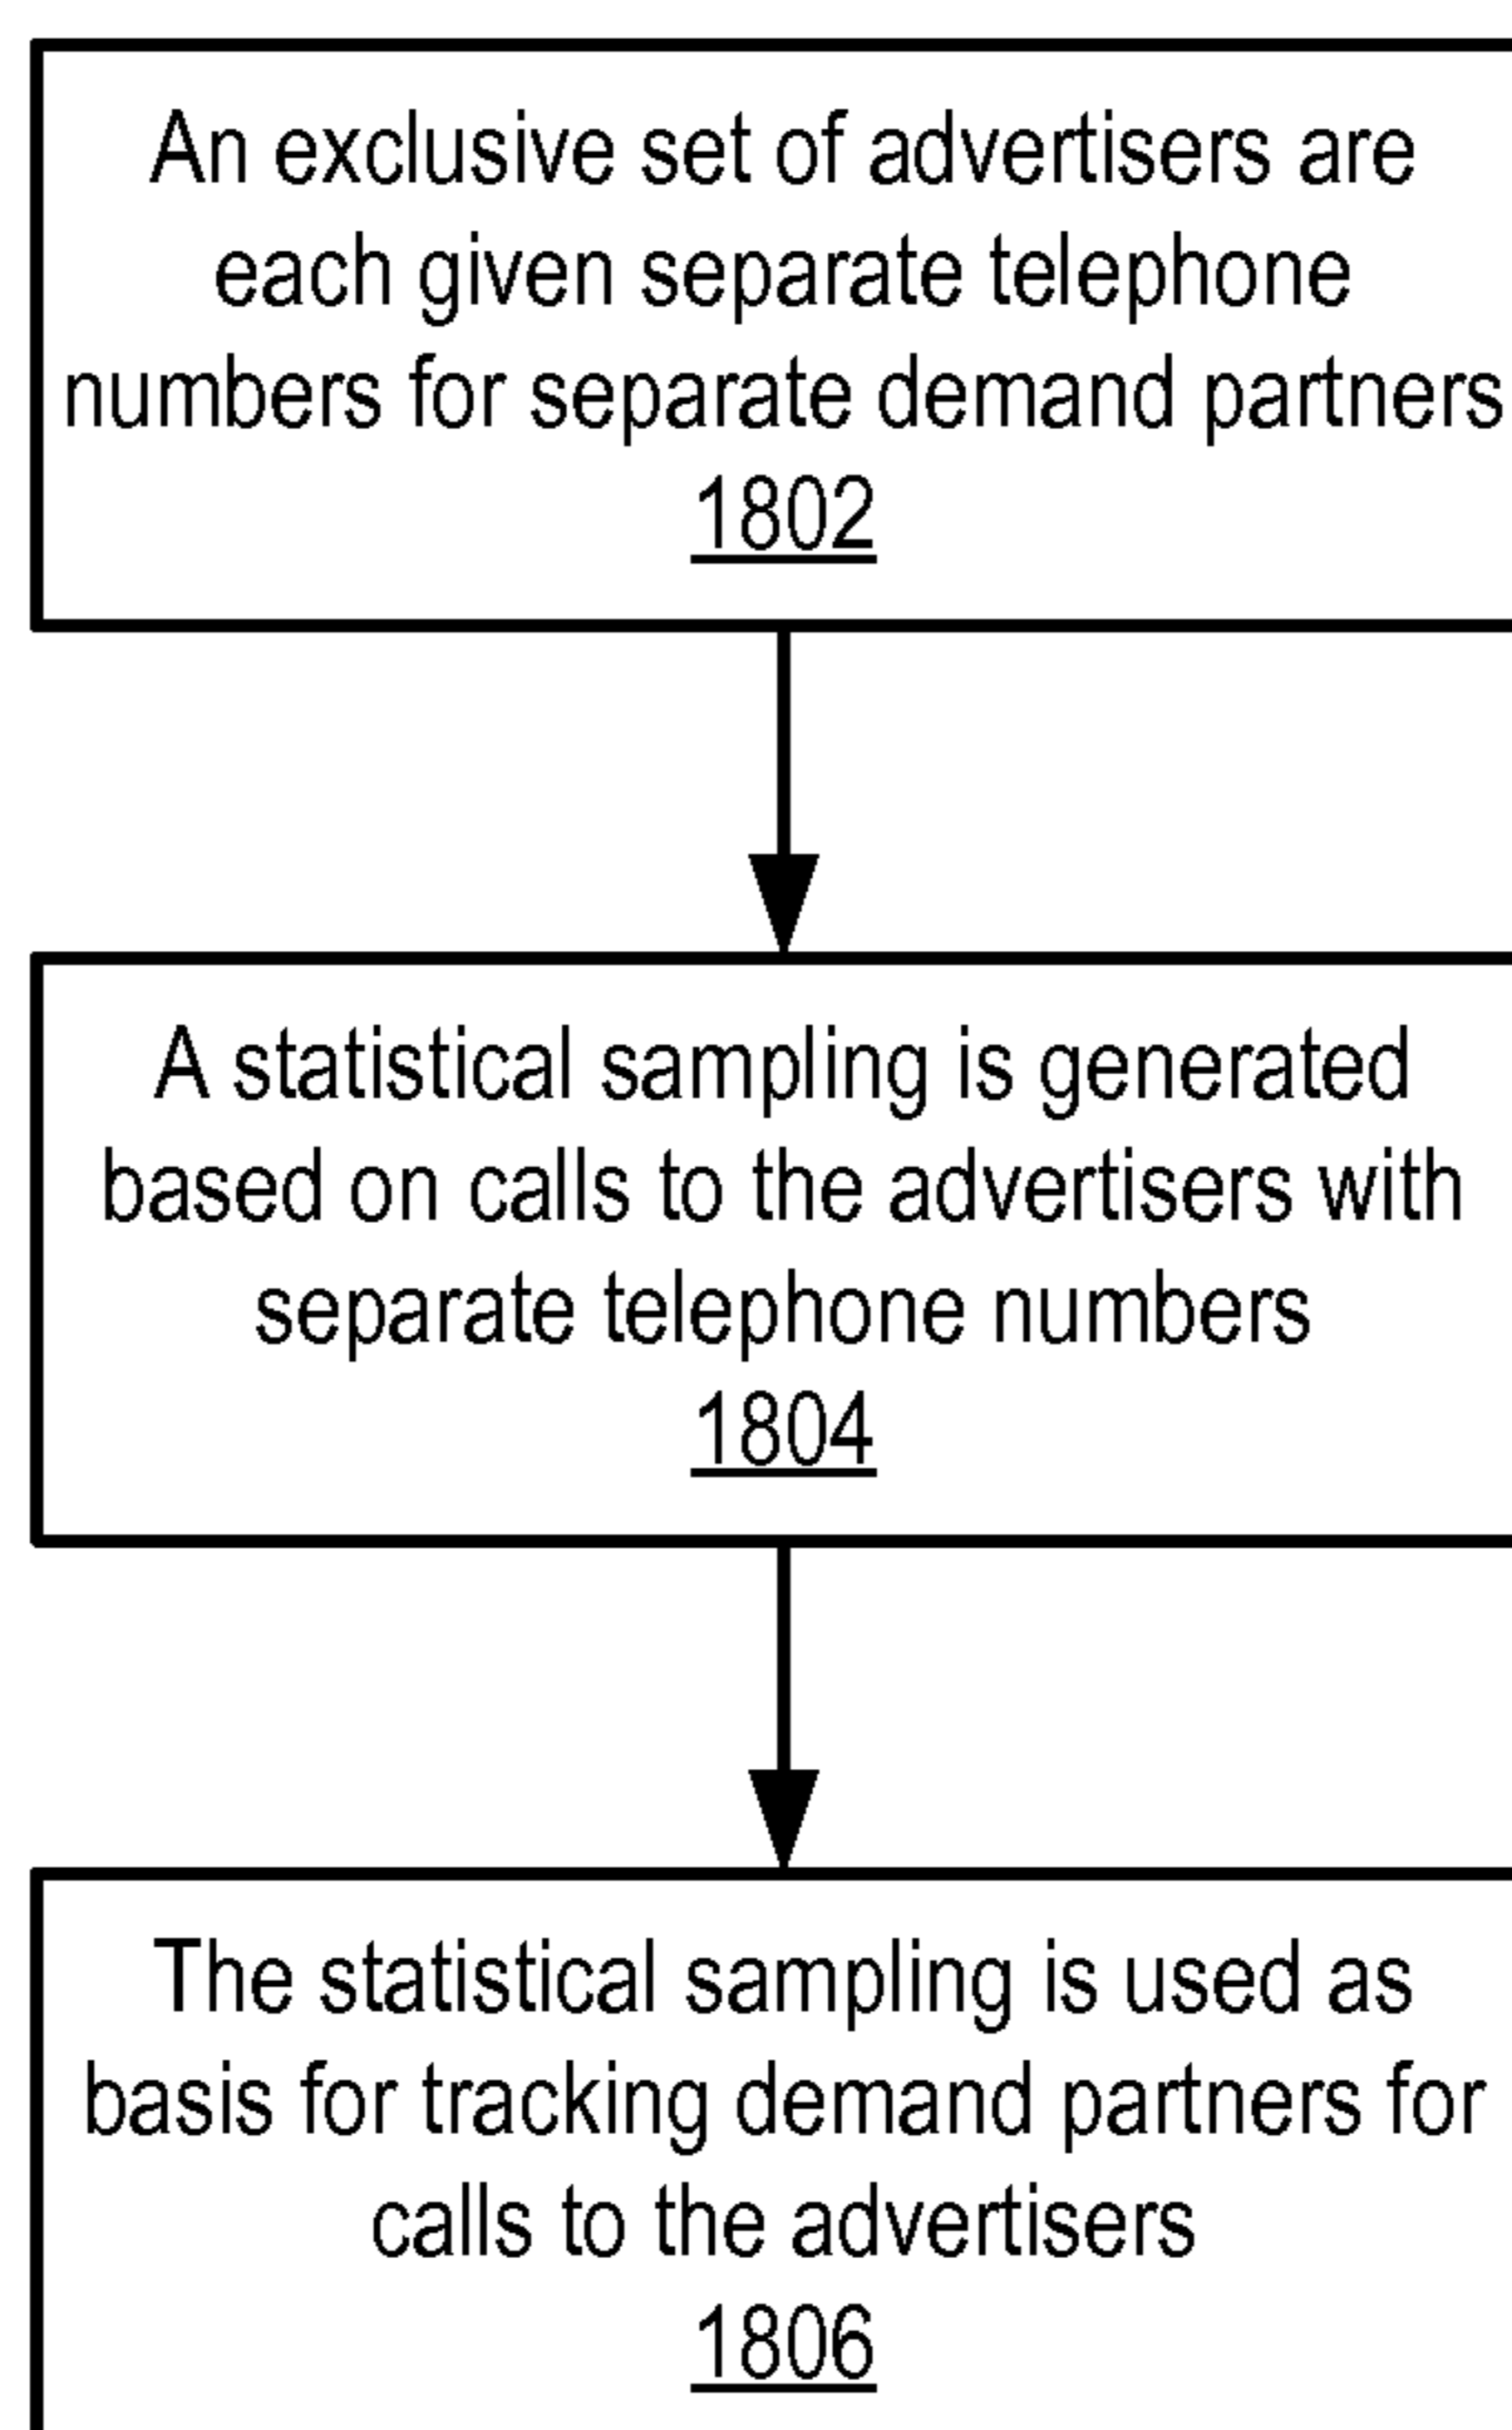 An exclusive set of advertisers are
each given separate telephone
numbers for separate demand partners
1802
A statistical sampling is generated
based on calls to the advertisers with
separate telephone numbers
1804
The statistical sampling is used as
basis for tracking demand partners for
calls to the advertisers
1806